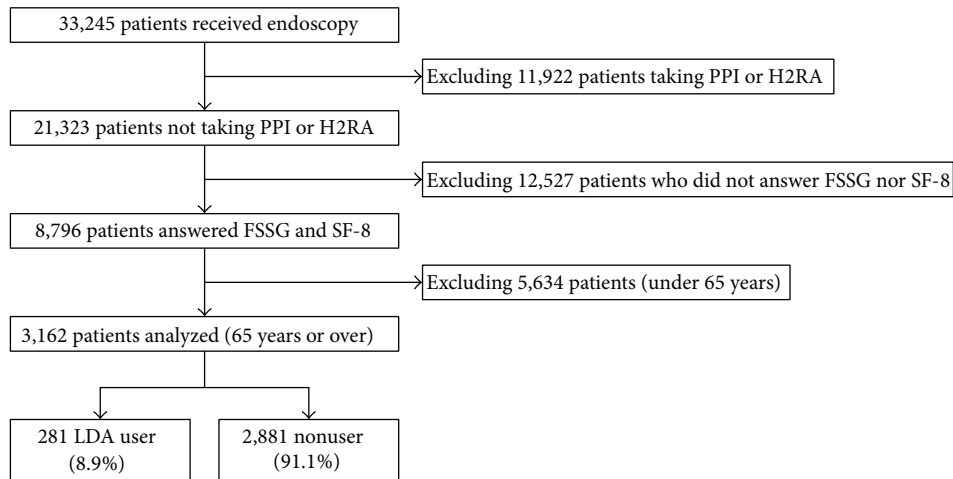 33,245 patients received endoscopy
Excluding 11,922 patients taking PPI or H2RA
21,323 patients not taking PPI or H2RA
Excluding 12,527 patients who did not answer FSSG nor SF-8
8,796 patients answered FSSG and SF-8
Excluding 5,634 patients (under 65 years)
3,162 patients analyzed (65 years or over)
281 LDA user
(8.9%)
2,881 nonuser
(91.1%)